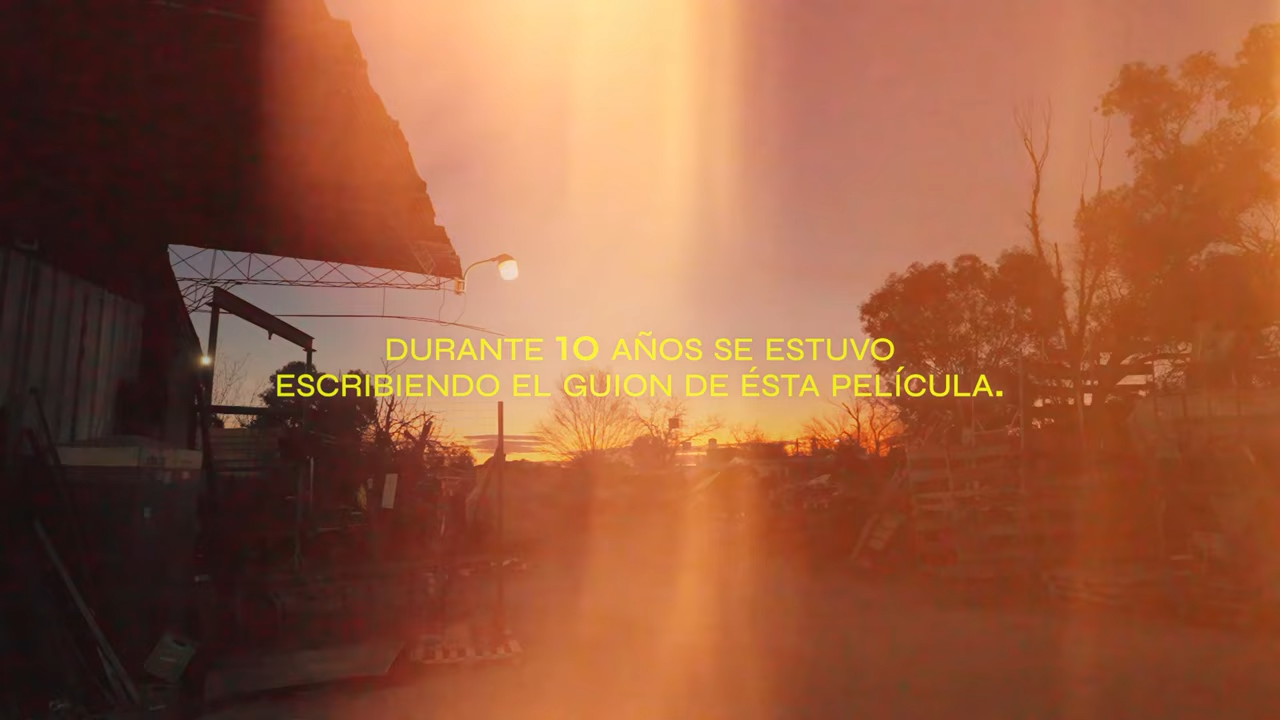 DURANTE 10 AÑOS SE ESTUVO
ESCRIBIENDO EL GUION DE ÉSTA PELÍCULA.